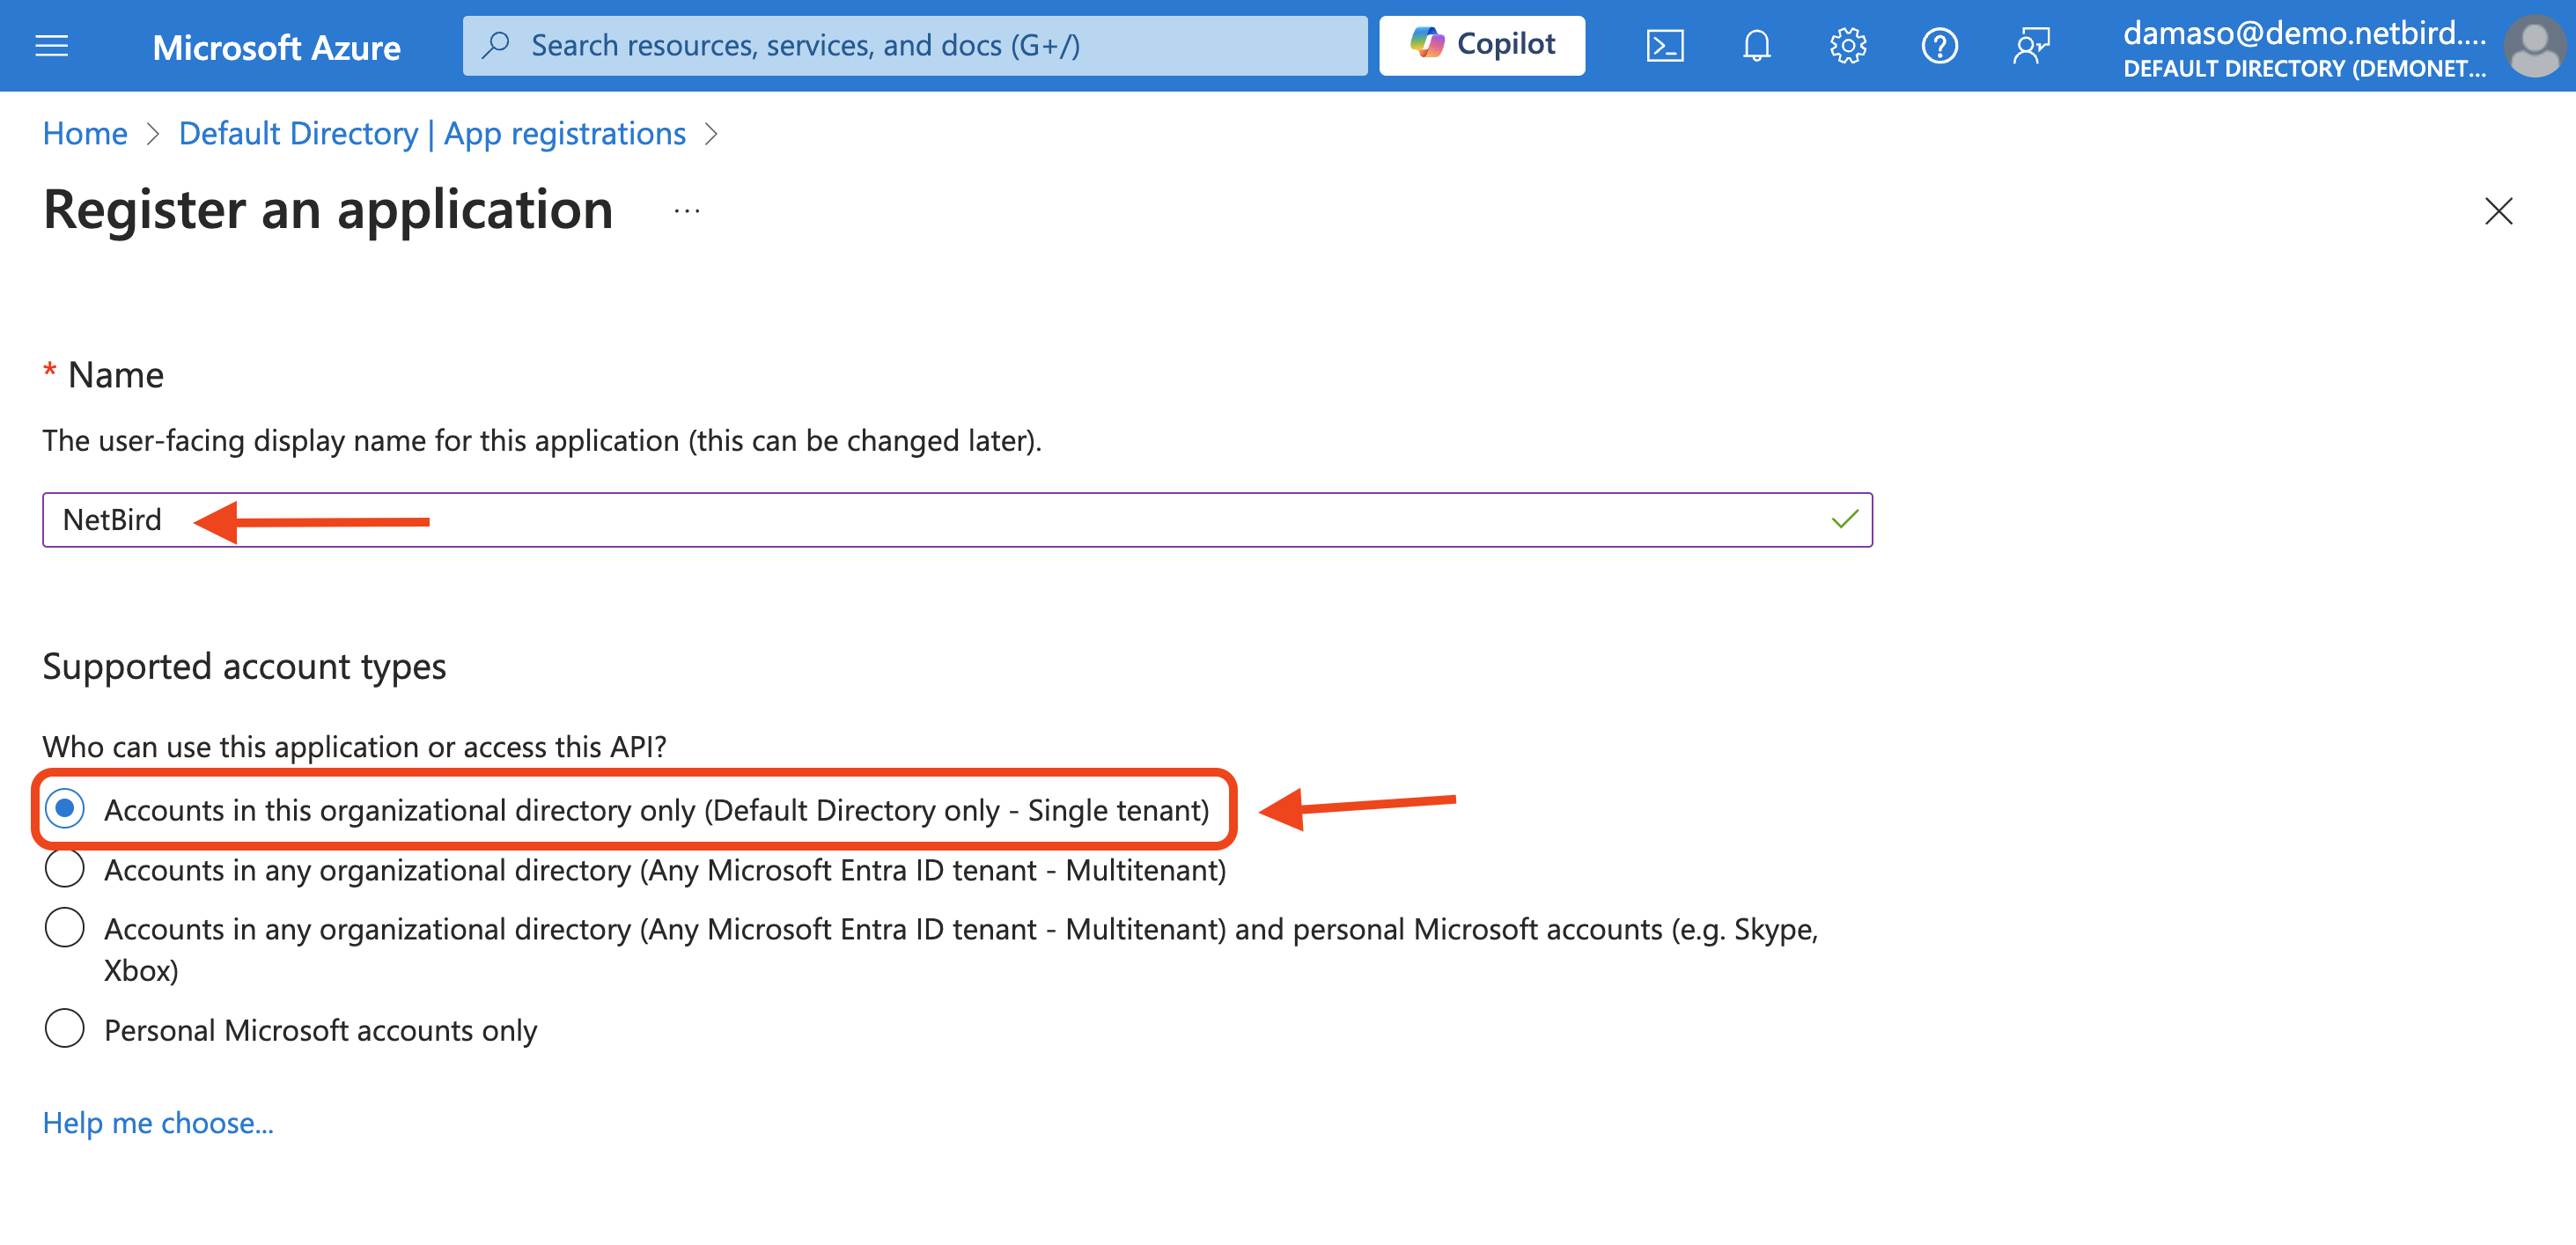 Microsoft Azure
Search resources, services, and docs (G+/)
Copilot
damaso@demo.netbird....
DEFAULT DIRECTORY (DEMONET...
Home > Default Directory | App registrations >
Register an application ...
* Name
The user-facing display name for this application (this can be changed later).
NetBird
Supported account types
Who can use this application or access this API?
Accounts in this organizational directory only (Default Directory only - Single tenant)
Accounts in any organizational directory (Any Microsoft Entra ID tenant - Multitenant)
Accounts in any organizational directory (Any Microsoft Entra ID tenant - Multitenant) and personal Microsoft accounts (e.g. Skype,
Xbox)
Personal Microsoft accounts only
Help me choose...